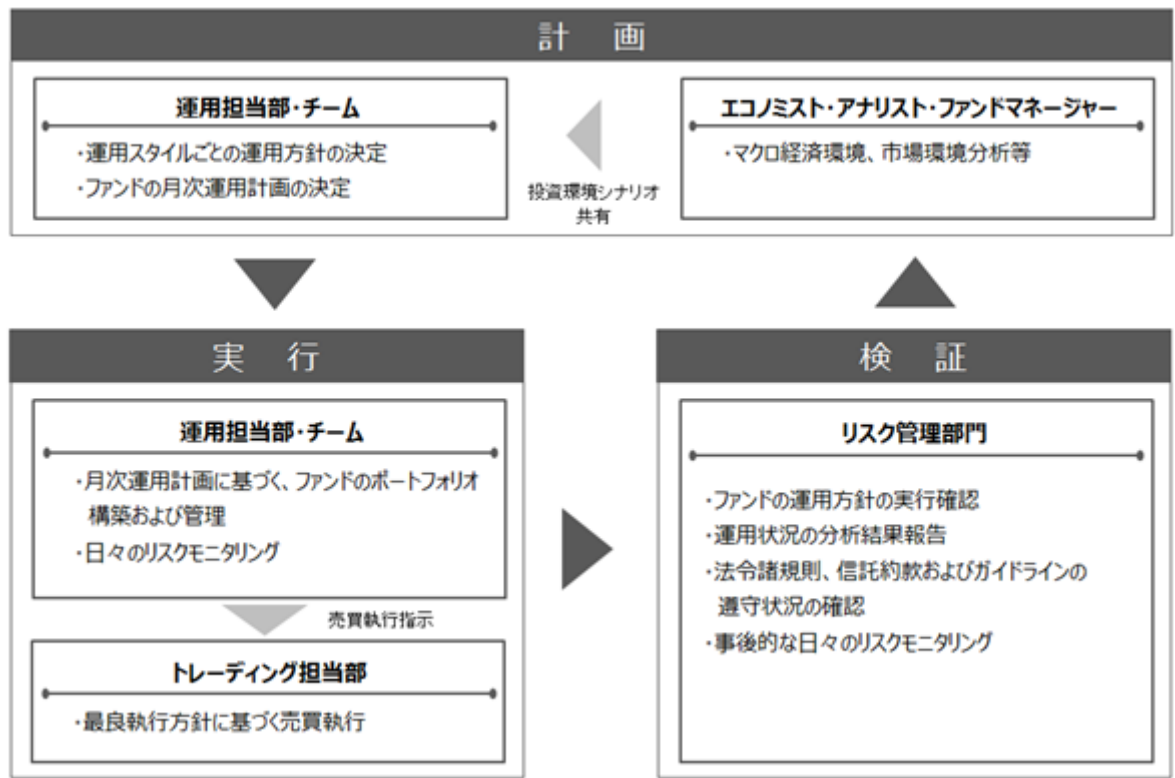 計 画
運用担当部・チーム
・運用スタイルごとの運用方針の決定
・ファンドの月次運用計画の決定
投資環境シナリオ
共有
エコノミスト・アナリスト・ファンドマネージャー
・マクロ経済環境、市場環境分析等
実 行
運用担当部・チーム
・月次運用計画に基づく、ファンドのポートフォリオ
構築および管理
・日々のリスクモニタリング
売買執行指示
トレーディング担当部
・最良執行方針に基づく売買執行
検 証
リスク管理部門
・ファンドの運用方針の実行確認
・運用状況の分析結果報告
・法令諸規則、信託約款およびガイドラインの
遵守状況の確認
・事後的な日々のリスクモニタリング